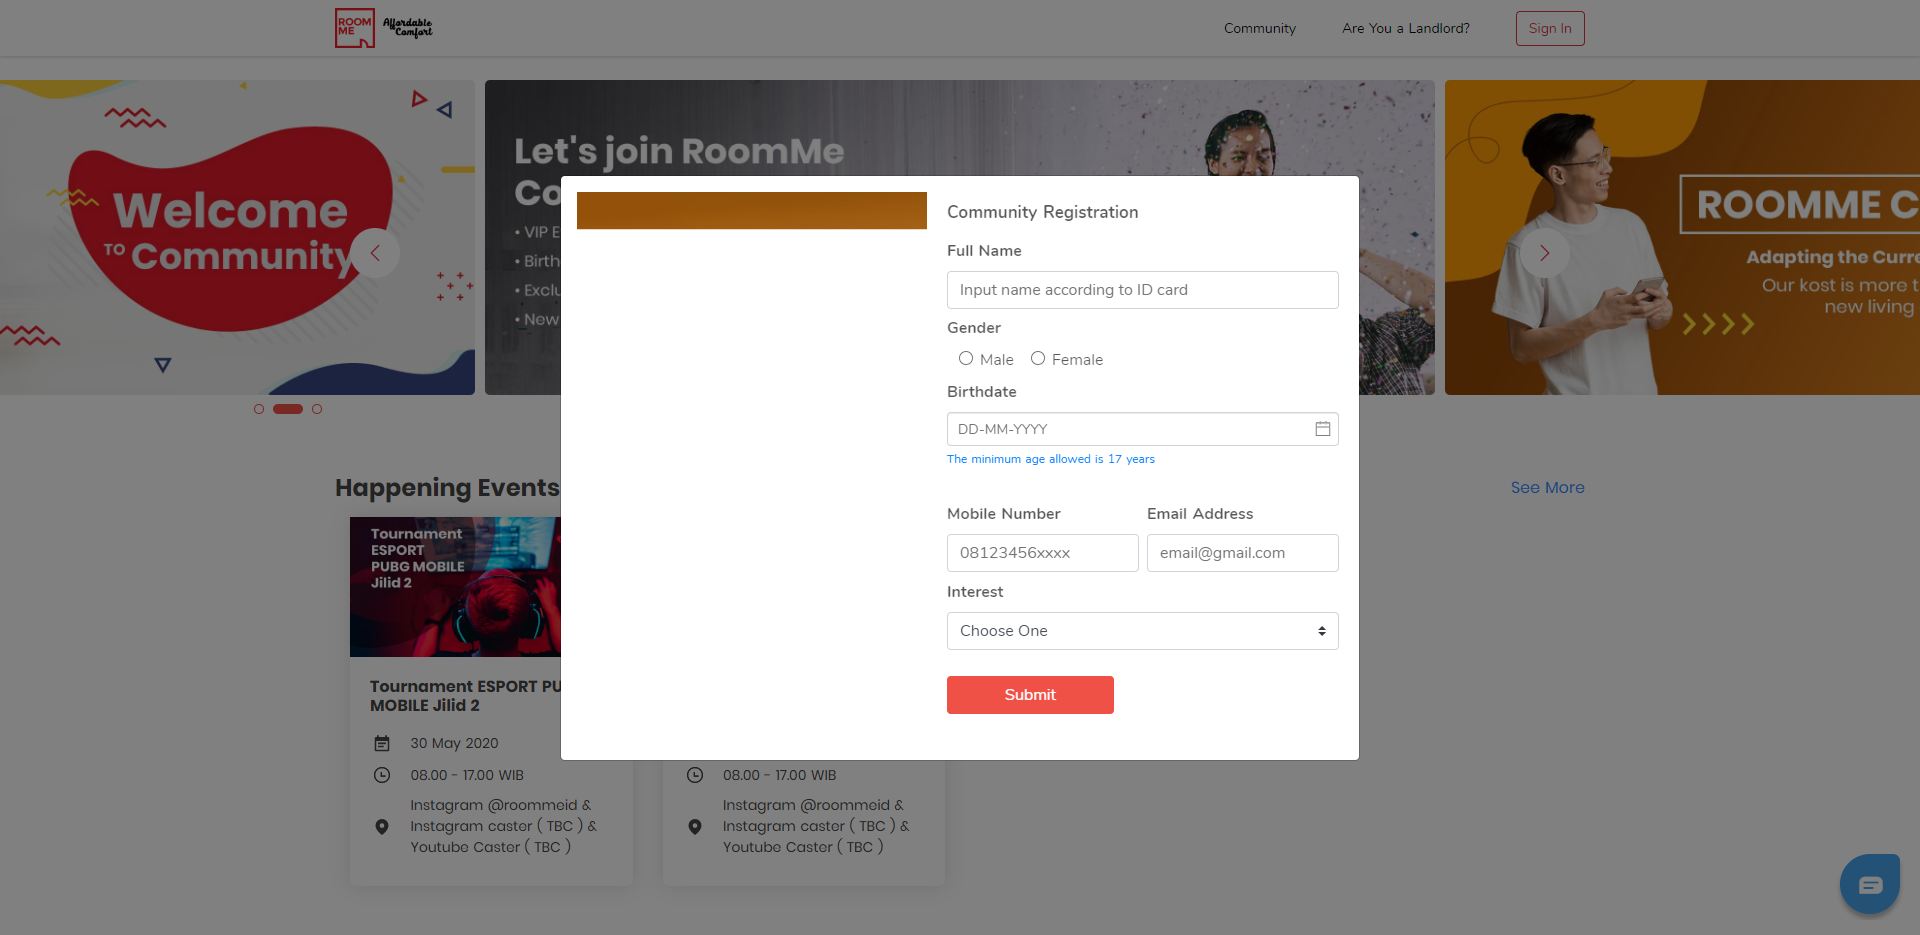 ROOM
ME
Affordable
Comfort
Community
Are You a Landlord?
Sign In
Welcome
TO Community
Let's join RoomMe
Co
• VIP E
• Birth
• Exclu
• New
ROOMME C
Adapting the Curre
Our kost is more t
new living
Community Registration
Full Name
Input name according to ID card
Gender
Male
Female
Birthdate
DD-MM-YYYY
The minimum age allowed is 17 years
Mobile Number
Email Address
08123456xxxx
email@gmail.com
Interest
Choose One
Submit
Happening Events
See More
Tournament
ESPORT
PUBG MOBILE
Jilid 2
Tournament ESPORT PU
MOBILE Jilid 2
30 May 2020
08.00 - 17.00 WIB
Instagram @roommeid &
Instagram caster ( TBC ) &
Youtube Caster ( TBC )
08.00 - 17.00 WIB
Instagram @roommeid &
Instagram caster ( TBC ) &
Youtube Caster ( TBC )